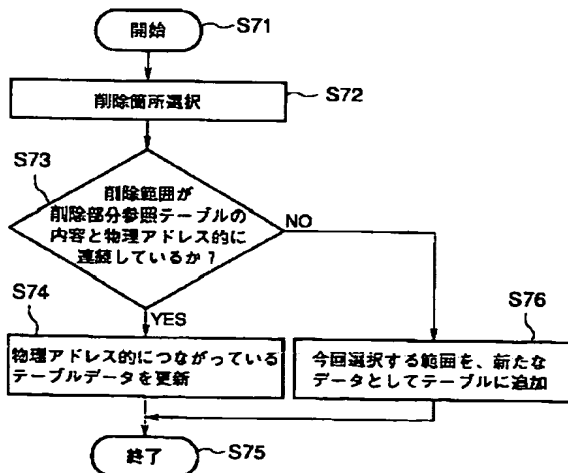 開始
S71
削除箇所選択
S72
S73
削除範囲が
削除部分参照テーブルの
内容と物理アドレス的に
連続しているか？
NO
YES
S74
物理アドレス的につながっている
テーブルデータを更新
S76
今回選択する範囲を、新たな
データとしてテーブルに追加
終了
S75